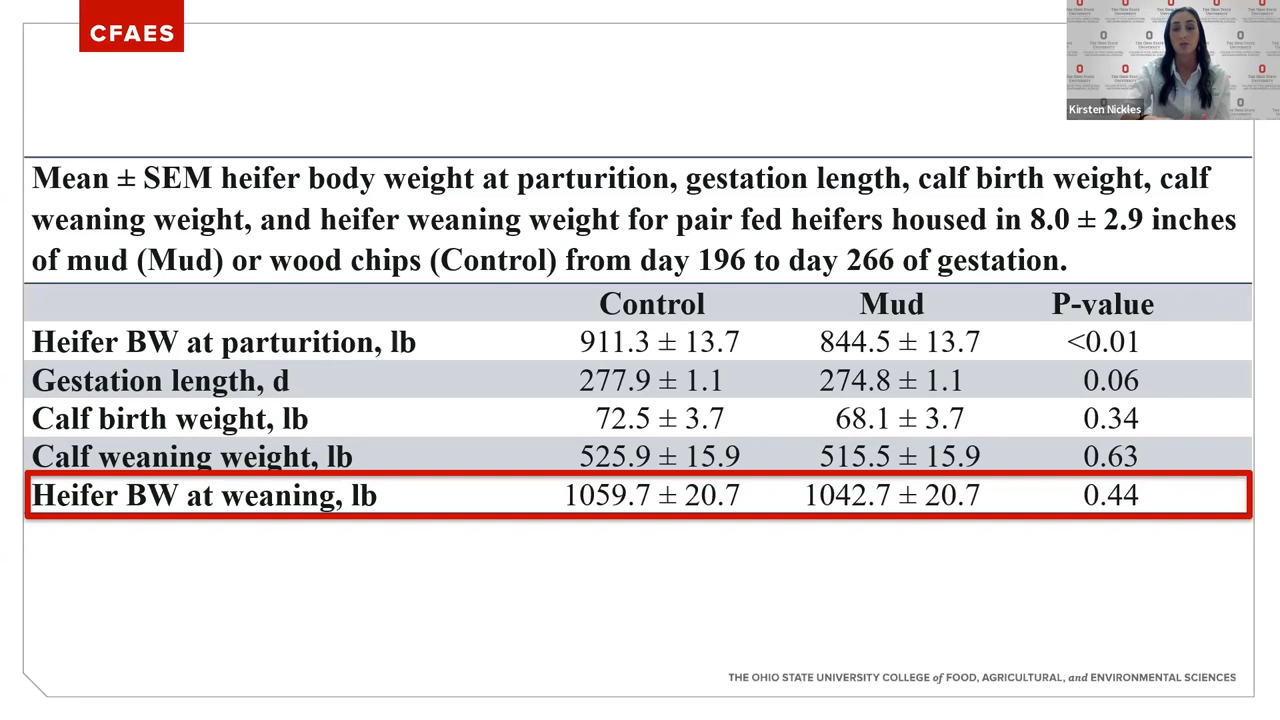 CFAES
Kirsten Nickles
Mean ± SEM heifer body weight at parturition, gestation length, calf birth weight, calf
weaning weight, and heifer weaning weight for pair fed heifers housed in 8.0 ± 2.9 inches
of mud (Mud) or wood chips (Control) from day 196 to day 266 of gestation.
Control Mud P-value
Heifer BW at parturition, lb 911.3 ± 13.7 844.5 ± 13.7 <0.01
Gestation length, d 277.9 ± 1.1 274.8 ± 1.1 0.06
Calf birth weight, lb 72.5 ± 3.7 68.1 ± 3.7 0.34
Calf weaning weight, lb 525.9 ± 15.9 515.5 ± 15.9 0.63
Heifer BW at weaning, lb 1059.7 ± 20.7 1042.7 ± 20.7 0.44
THE OHIO STATE UNIVERSITY COLLEGE of FOOD, AGRICULTURAL, and ENVIRONMENTAL SCIENCES